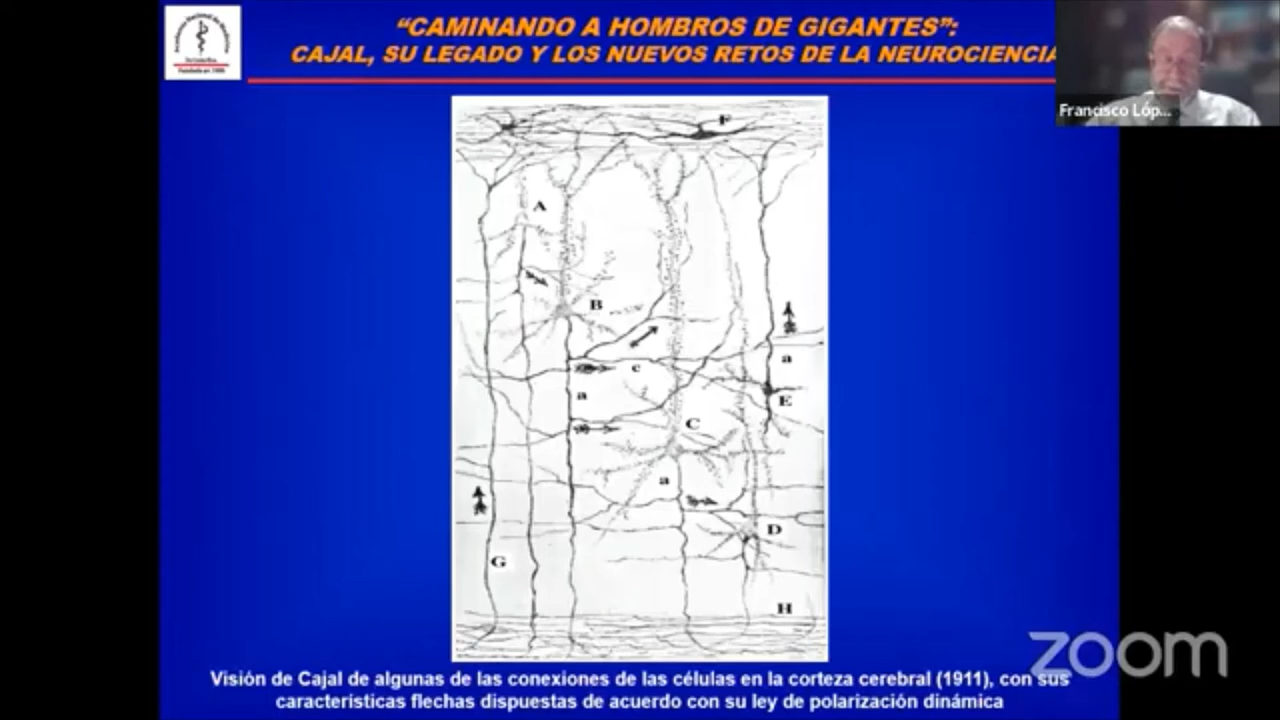 “CAMINANDO A HOMBROS DE GIGANTES”:
CAJAL, SU LEGADO Y LOS NUEVOS RETOS DE LA NEUROCIENCIA
Francisco Lóp...
F
A
B
a
c
a
E
C
a
D
G
H
zoom
Visión de Cajal de algunas de las conexiones de las células en la corteza cerebral (1911), con sus
características flechas dispuestas de acuerdo con su ley de polarización dinámica